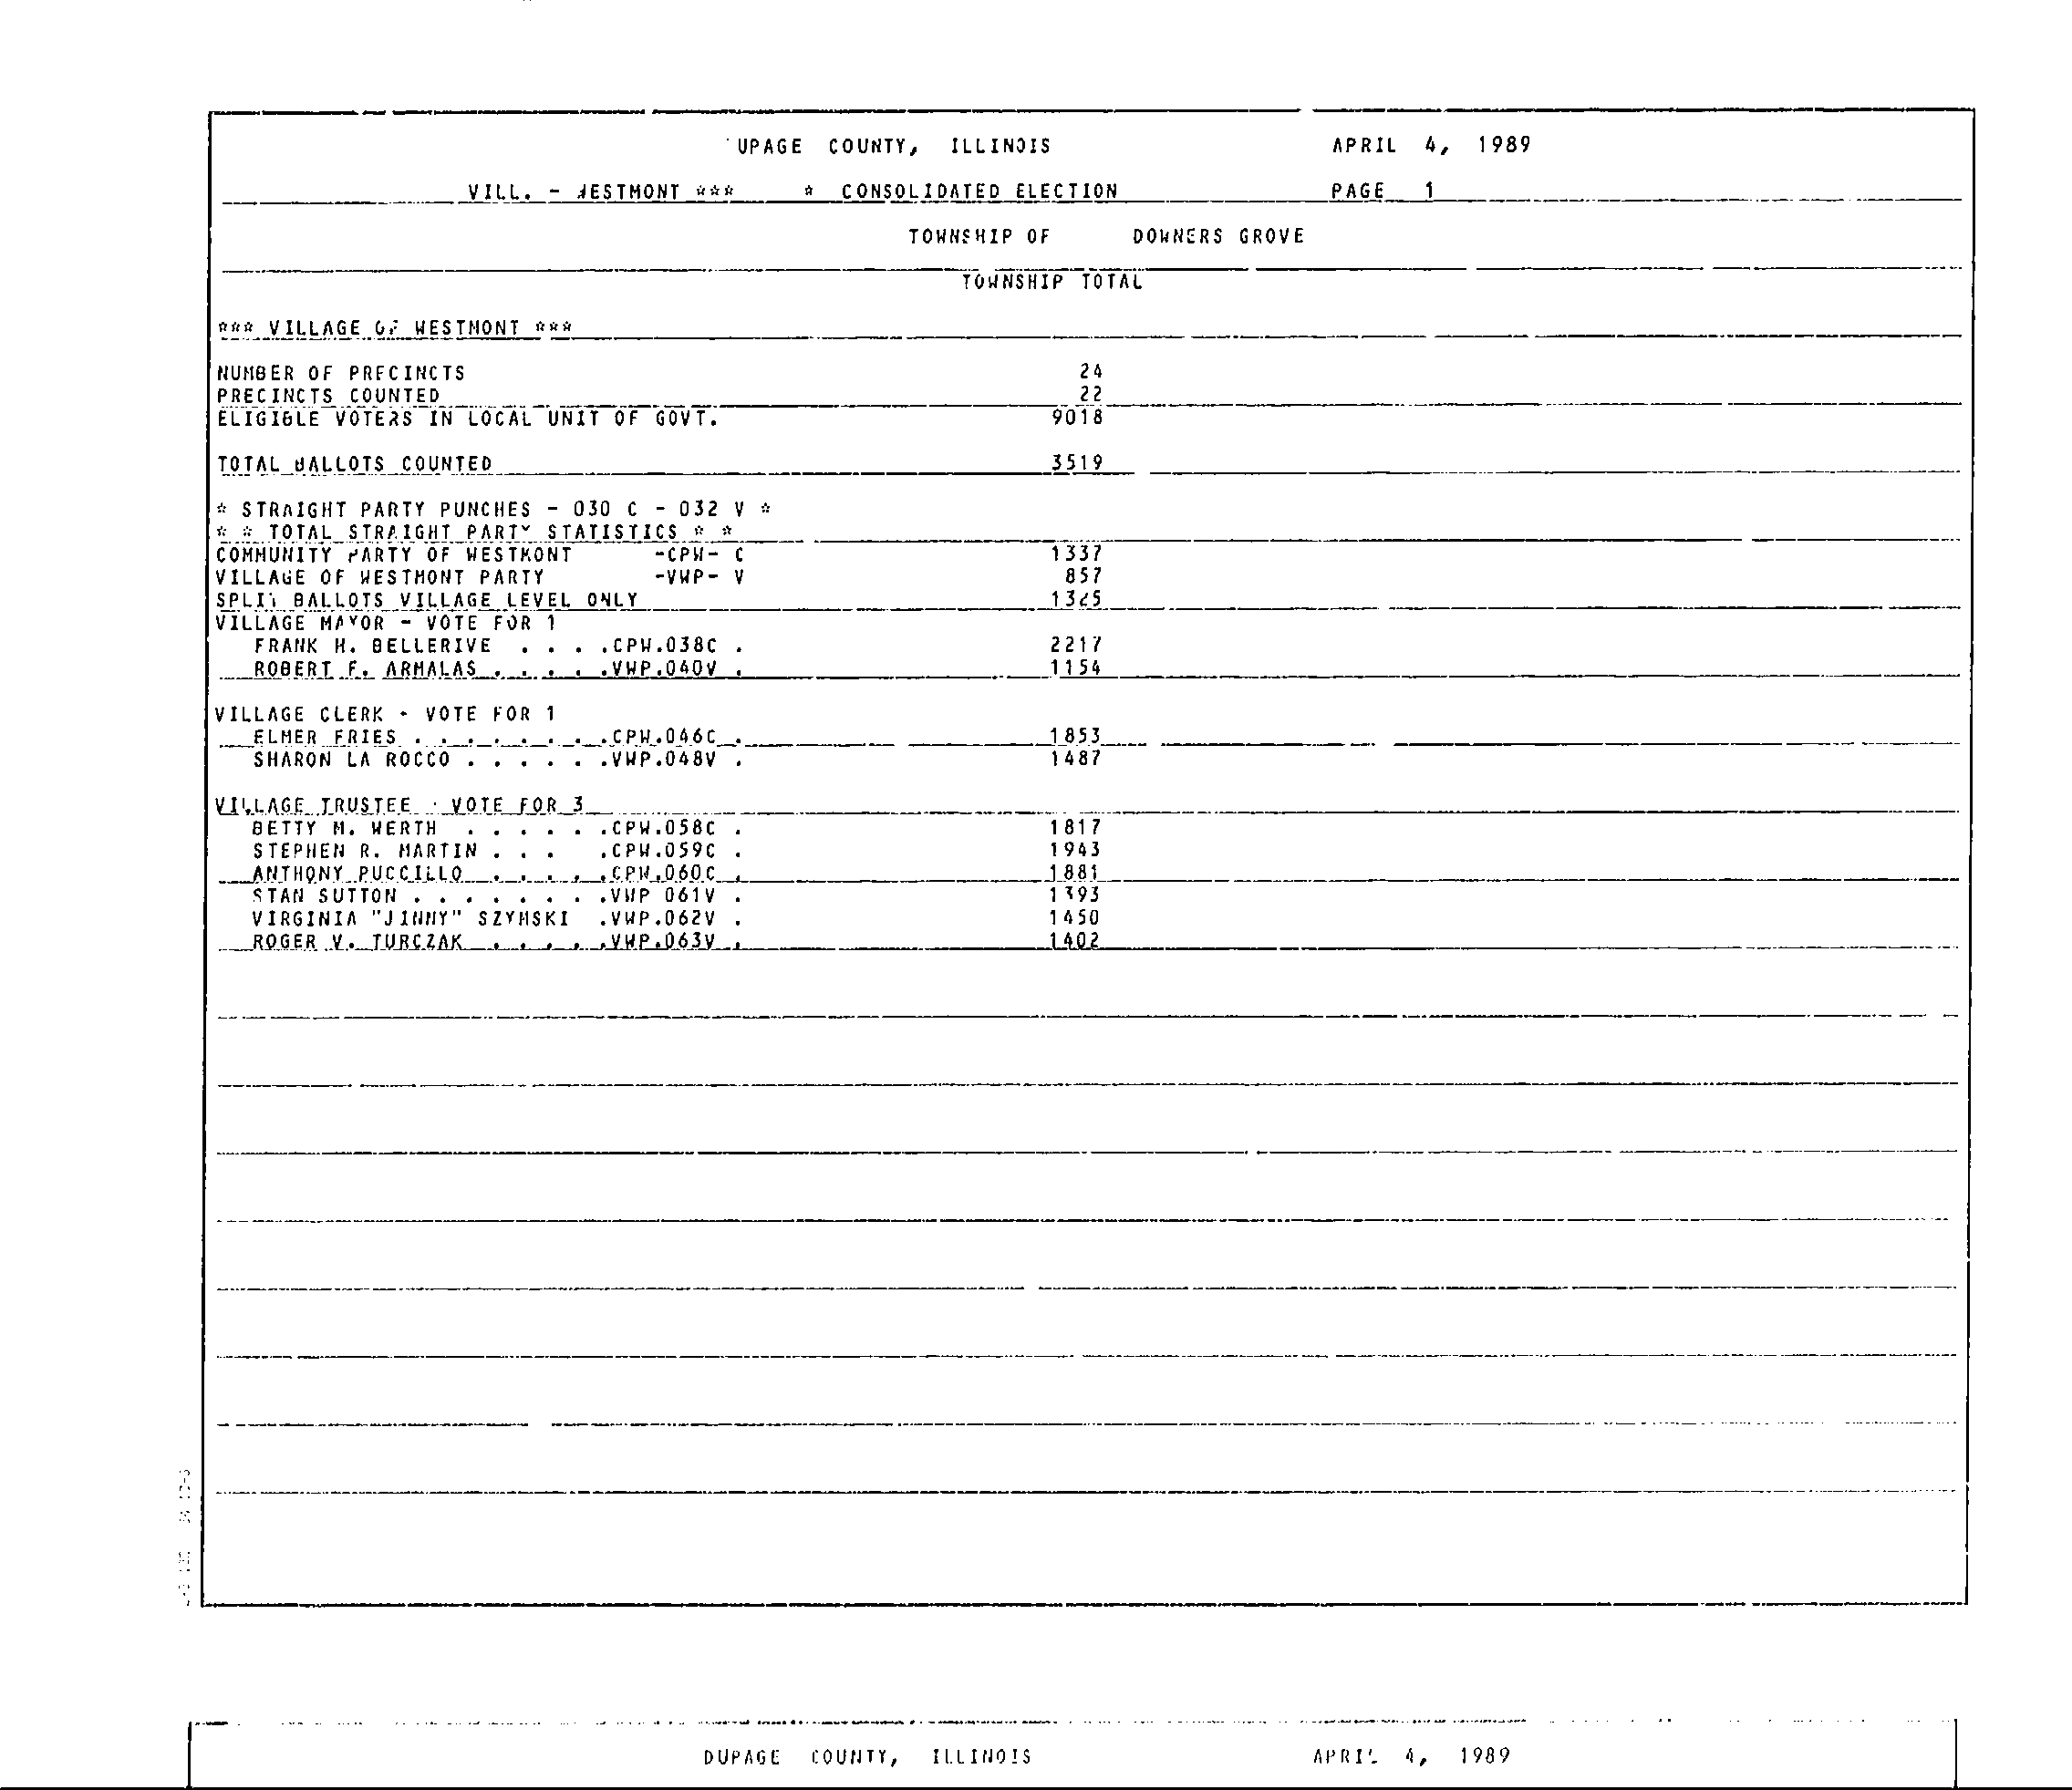 UPAGE COUNTY, ILLINOIS APRIL 4, 1989
VILL. - WESTMONT *** * CONSOLIDATED ELECTION PAGE 1
TOWNSHIP OF DOWNERS GROVE
TOWNSHIP TOTAL
*** VILLAGE OF WESTMONT ***
NUMBER OF PRECINCTS 24
PRECINCTS COUNTED 22
ELIGIBLE VOTERS IN LOCAL UNIT OF GOVT. 9018
TOTAL BALLOTS COUNTED 3519
* STRAIGHT PARTY PUNCHES - 030 C - 032 V *
* * TOTAL STRAIGHT PARTY STATISTICS * *
COMMUNITY PARTY OF WESTMONT -CPW- C 1337
VILLAGE OF WESTMONT PARTY -VWP- V 857
SPLIT BALLOTS VILLAGE LEVEL ONLY 1325
VILLAGE MAYOR - VOTE FOR 1
FRANK H. BELLERIVE . . . .CPW.038C . 2217
ROBERT F. ARMALAS . . . . .VWP.040V . 1154
VILLAGE CLERK - VOTE FOR 1
ELMER FRIES . . . . . . . .CPW.046C . 1853
SHARON LA ROCCO . . . . . .VWP.048V . 1487
VILLAGE TRUSTEE - VOTE FOR 3
BETTY M. WERTH . . . . . .CPW.058C . 1817
STEPHEN R. MARTIN . . . .CPW.059C . 1943
ANTHONY PUCCILLO . . . . .CPW.060C . 1881
STAN SUTTON . . . . . . . .VWP 061V . 1393
VIRGINIA "JINNY" SZYMSKI .VWP.062V . 1450
ROGER V. TURCZAK . . . . .VWP.063V . 1402
DUPAGE COUNTY, ILLINOIS APRIL 4, 1989